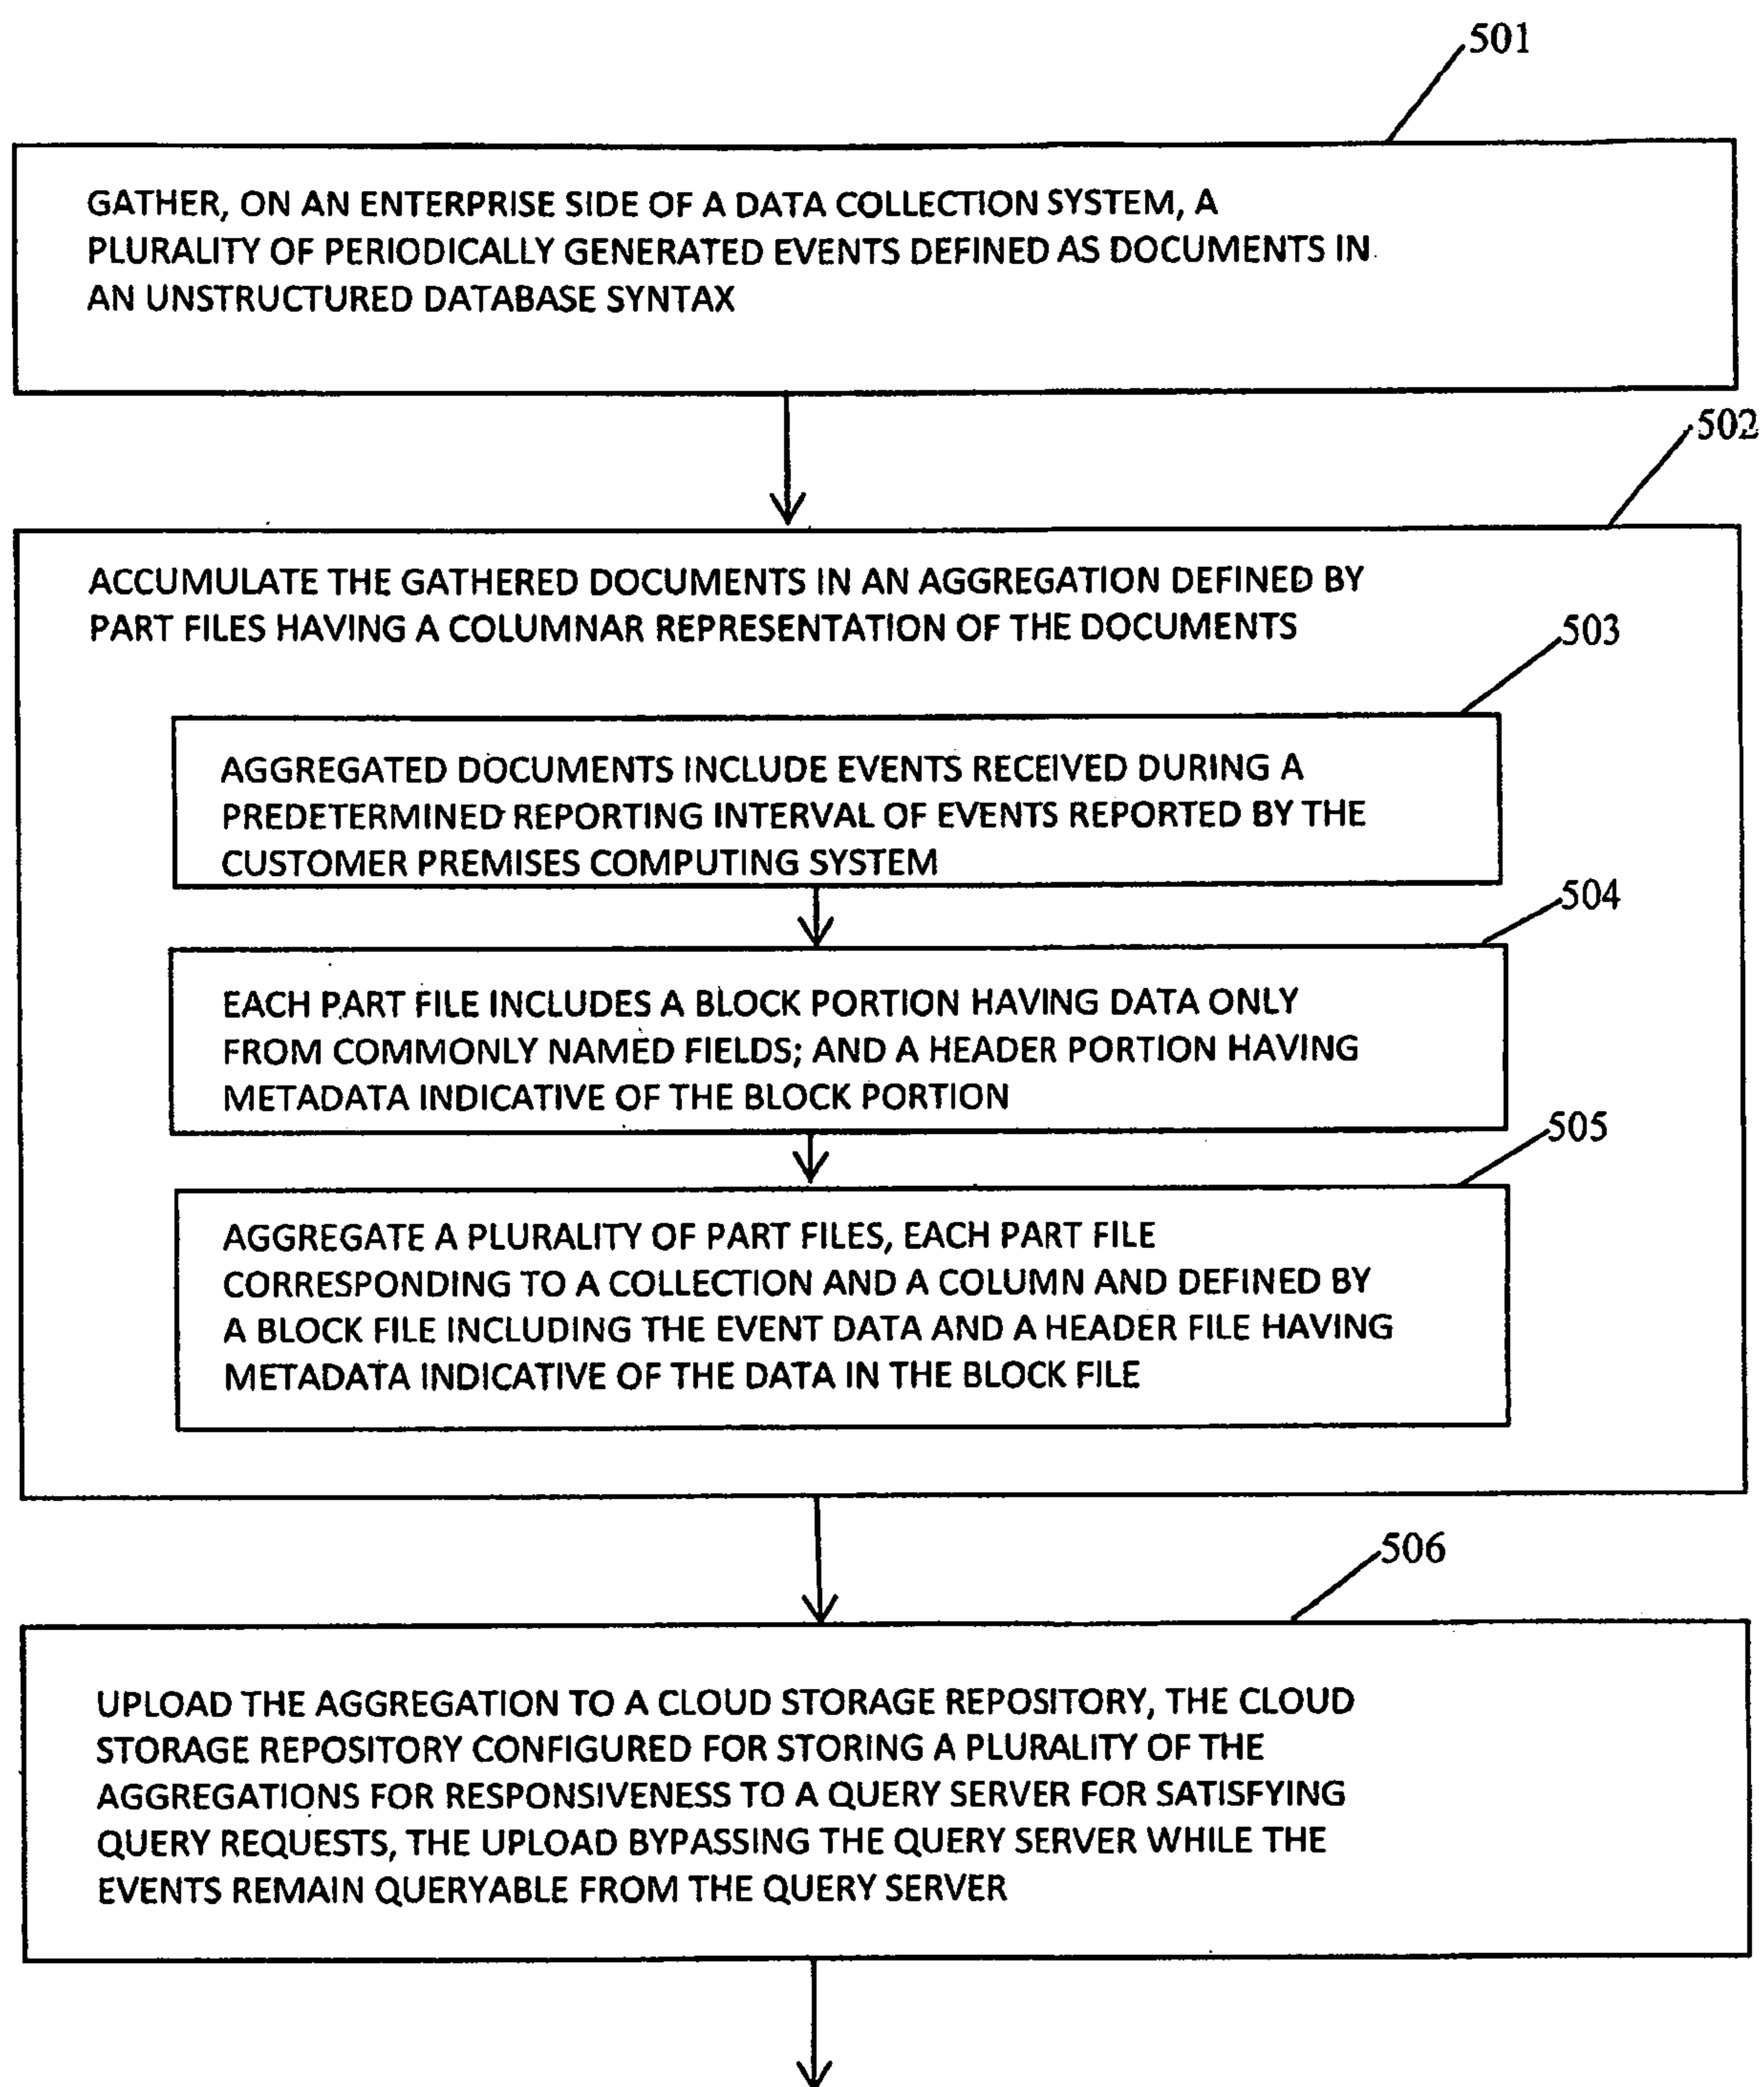 501
GATHER, ON AN ENTERPRISE SIDE OF A DATA COLLECTION SYSTEM, A
PLURALITY OF PERIODICALLY GENERATED EVENTS DEFINED AS DOCUMENTS IN
AN UNSTRUCTURED DATABASE SYNTAX
502
ACCUMULATE THE GATHERED DOCUMENTS IN AN AGGREGATION DEFINED BY
PART FILES HAVING A COLUMNAR REPRESENTATION OF THE DOCUMENTS
503
AGGREGATED DOCUMENTS INCLUDE EVENTS RECEIVED DURING A
PREDETERMINED REPORTING INTERVAL OF EVENTS REPORTED BY THE
CUSTOMER PREMISES COMPUTING SYSTEM
504
EACH PART FILE INCLUDES A BLOCK PORTION HAVING DATA ONLY
FROM COMMONLY NAMED FIELDS; AND A HEADER PORTION HAVING
METADATA INDICATIVE OF THE BLOCK PORTION
505
AGGREGATE A PLURALITY OF PART FILES, EACH PART FILE
CORRESPONDING TO A COLLECTION AND A COLUMN AND DEFINED BY
A BLOCK FILE INCLUDING THE EVENT DATA AND A HEADER FILE HAVING
METADATA INDICATIVE OF THE DATA IN THE BLOCK FILE
506
UPLOAD THE AGGREGATION TO A CLOUD STORAGE REPOSITORY, THE CLOUD
STORAGE REPOSITORY CONFIGURED FOR STORING A PLURALITY OF THE
AGGREGATIONS FOR RESPONSIVENESS TO A QUERY SERVER FOR SATISFYING
QUERY REQUESTS, THE UPLOAD BYPASSING THE QUERY SERVER WHILE THE
EVENTS REMAIN QUERYABLE FROM THE QUERY SERVER